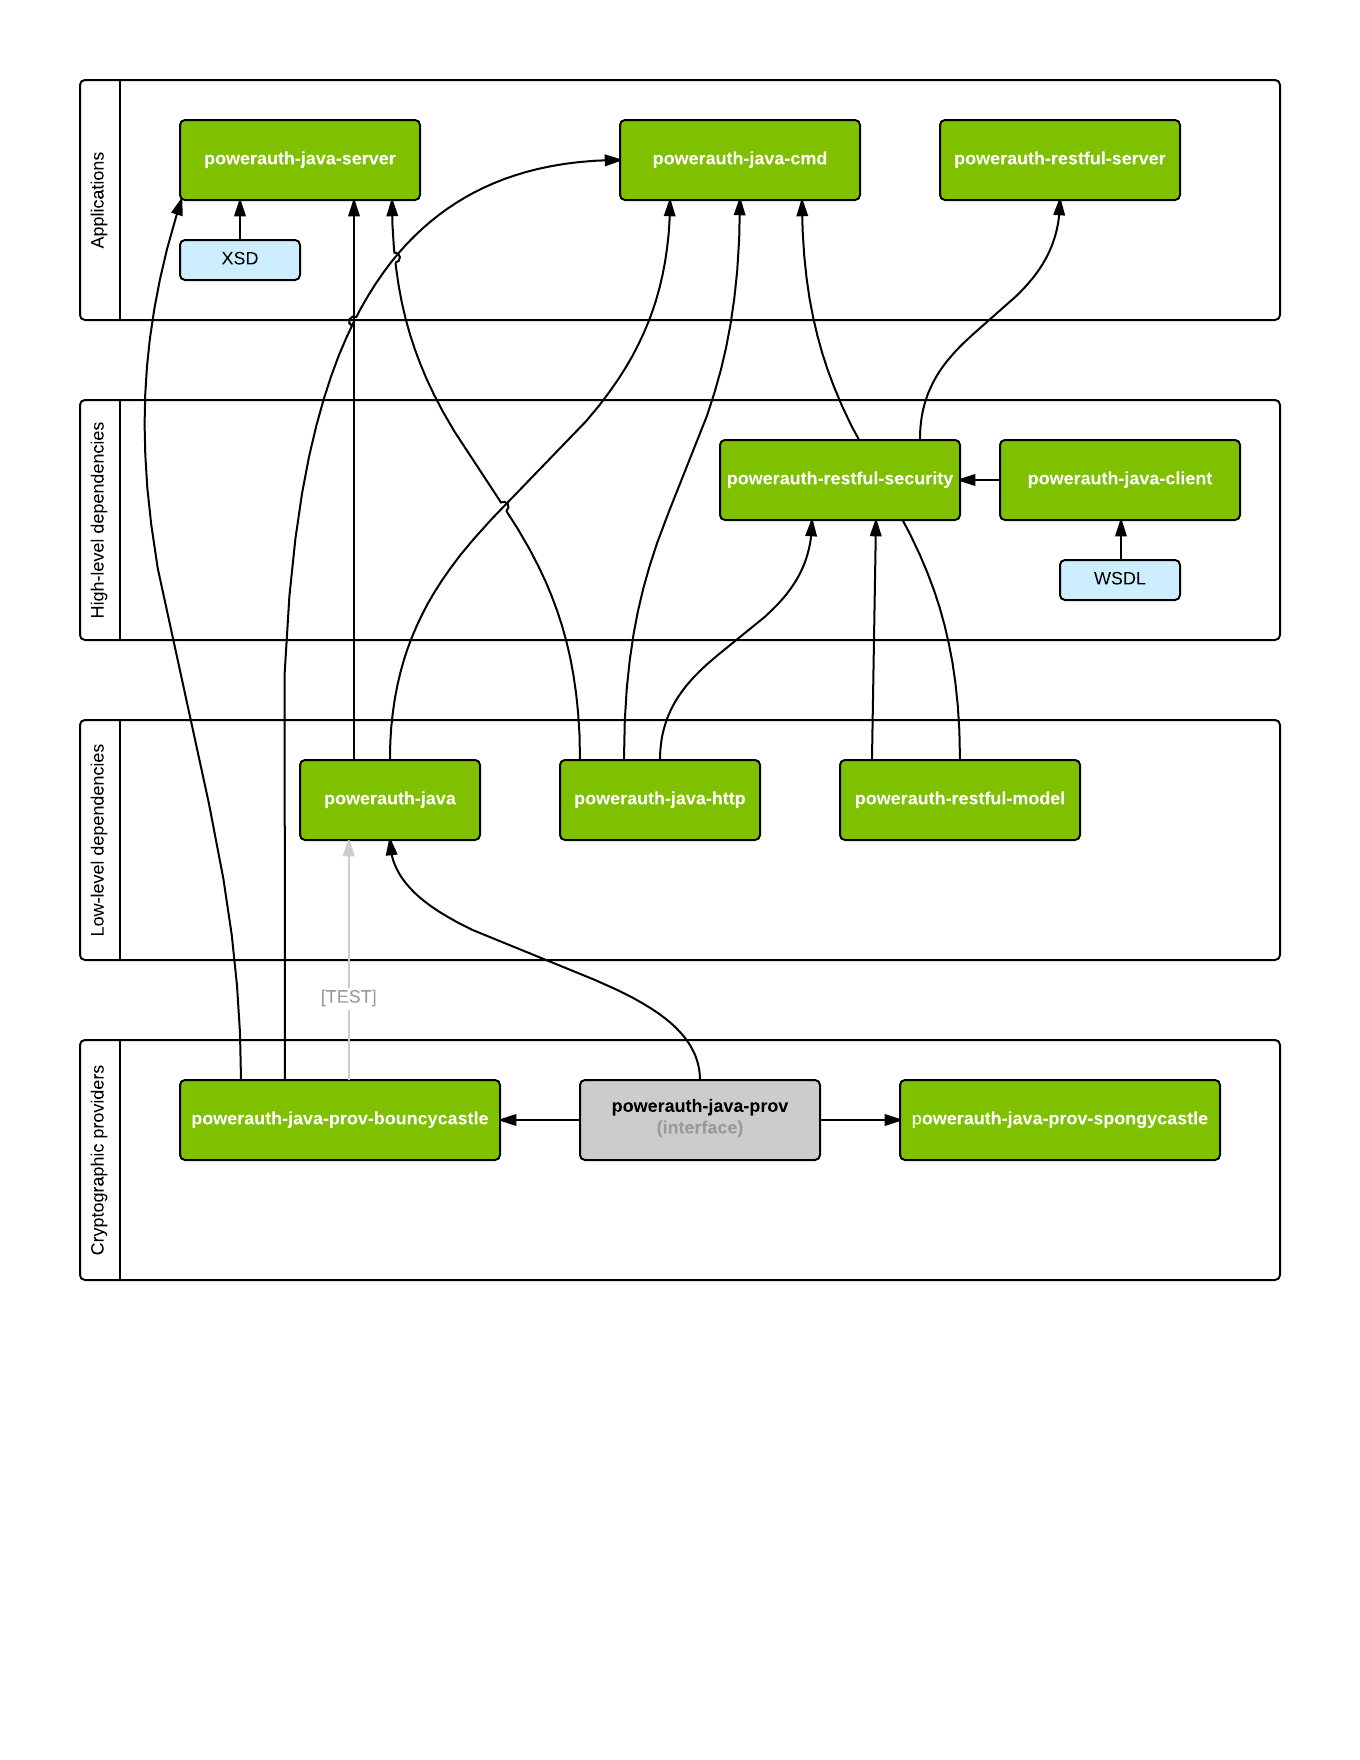 Applications
powerauth-java-server
powerauth-java-cmd
powerauth-restful-server
XSD
High-level dependencies
powerauth-restful-security
powerauth-java-client
WSDL
Low-level dependencies
powerauth-java
powerauth-java-http
powerauth-restful-model
[TEST]
Cryptographic providers
powerauth-java-prov-bouncycastle
powerauth-java-prov
(interface)
powerauth-java-prov-spongycastle